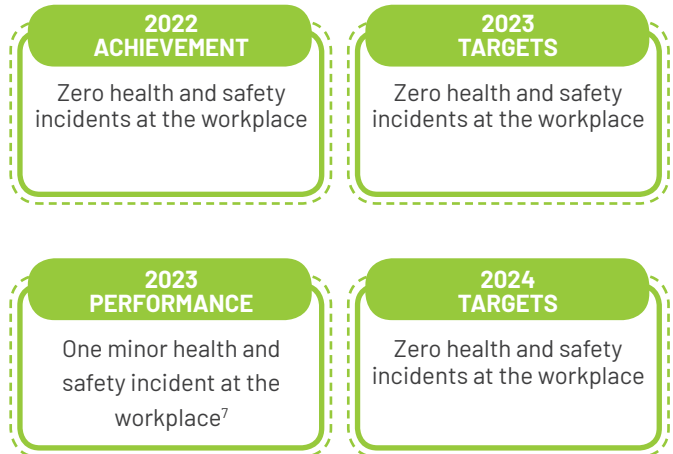 2022
ACHIEVEMENT
Zero health and safety
incidents at the workplace
2023
TARGETS
Zero health and safety
incidents at the workplace
2023
PERFORMANCE
One minor health and
safety incident at the
workplace⁷
2024
TARGETS
Zero health and safety
incidents at the workplace